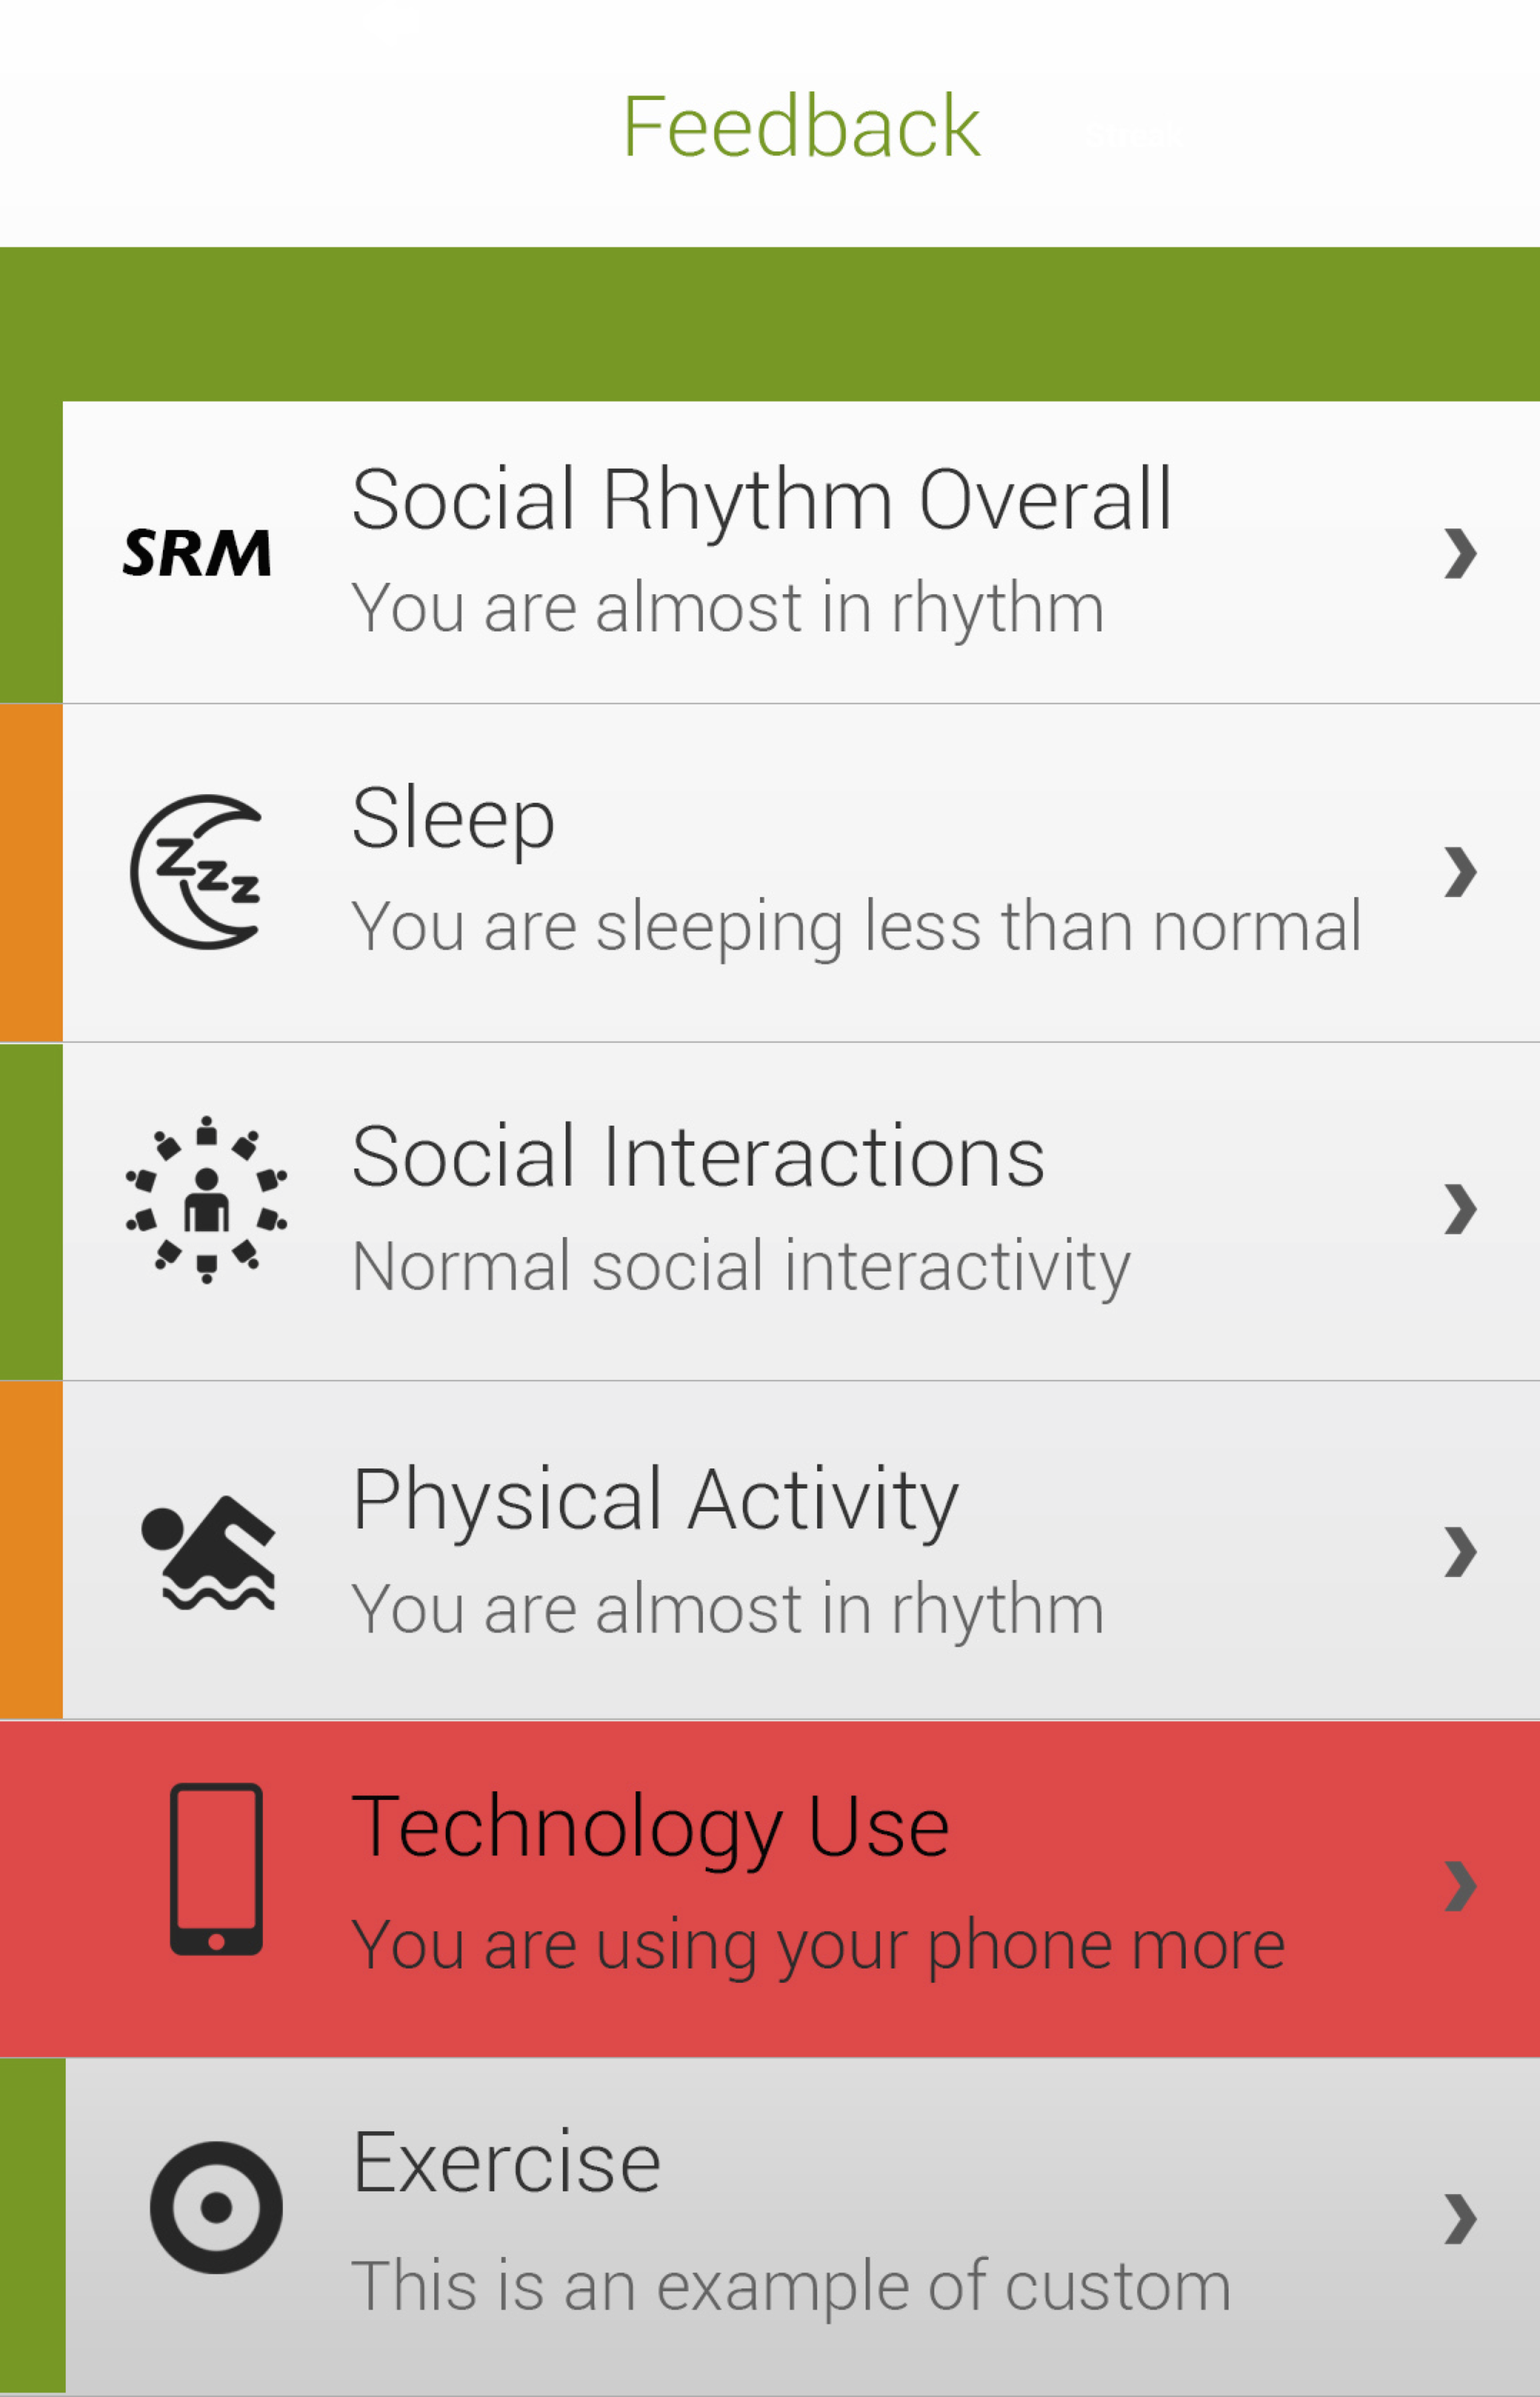 Feedback
SRM
Social Rhythm Overall
You are almost in rhythm
Sleep
You are sleeping less than normal
Social Interactions
Normal social interactivity
Physical Activity
You are almost in rhythm
Technology Use
You are using your phone more
Exercise
This is an example of custom